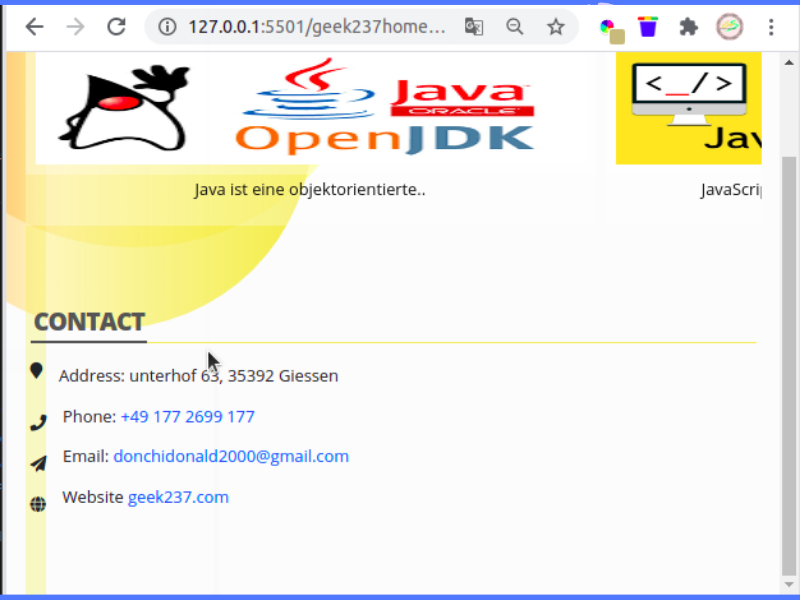 127.0.0.1:5501/geek237home...
Java
ORACLE
OpenJDK
<_/>
Jav
Java ist eine objektorientierte..
JavaScrip
CONTACT
Address: unterhof 63, 35392 Giessen
Phone: +49 177 2699 177
Email: donchidonald2000@gmail.com
Website geek237.com